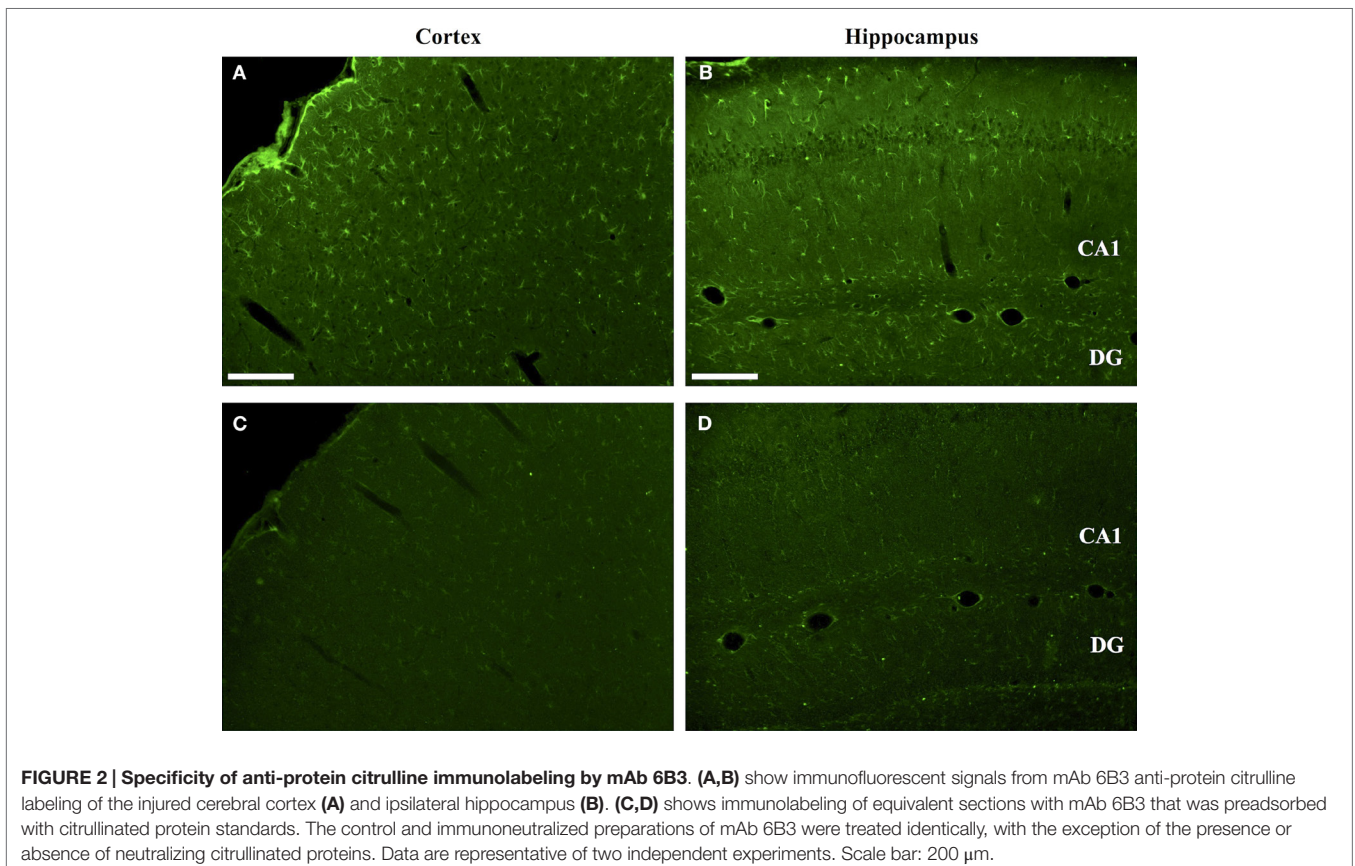 Cortex
Hippocampus
A
B
CA1
DG
C
D
CA1
DG
FIGURE 2 | Specificity of anti-protein citrulline immunolabeling by mAb 6B3. (A,B) show immunofluorescent signals from mAb 6B3 anti-protein citrulline
labeling of the injured cerebral cortex (A) and ipsilateral hippocampus (B). (C,D) shows immunolabeling of equivalent sections with mAb 6B3 that was preadsorbed
with citrullinated protein standards. The control and immunoneutralized preparations of mAb 6B3 were treated identically, with the exception of the presence or
absence of neutralizing citrullinated proteins. Data are representative of two independent experiments. Scale bar: 200 μm.